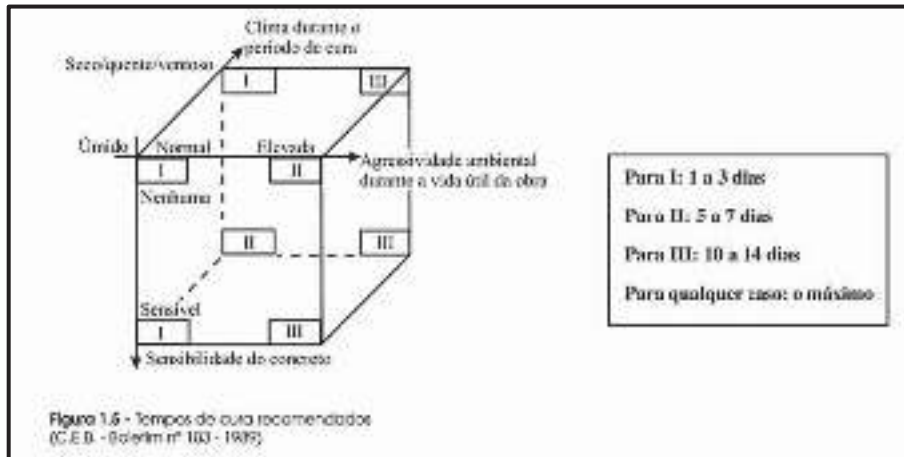 Clima durante o
período de cura
Seco/quente/ventoso
I
III
Úmido
Normal
Elevada
Agressividade ambiental
durante a vida útil da obra
I
II
Nenhuma
II
III
Sensível
I
III
Sensibilidade do concreto
Para I: 1 a 3 dias
Para II: 5 a 7 dias
Para III: 10 a 14 dias
Para qualquer caso: o máximo
Figura 1.5 - Tempos de cura recomendados
(C.E.B. - Boletim nº 183 - 1989)